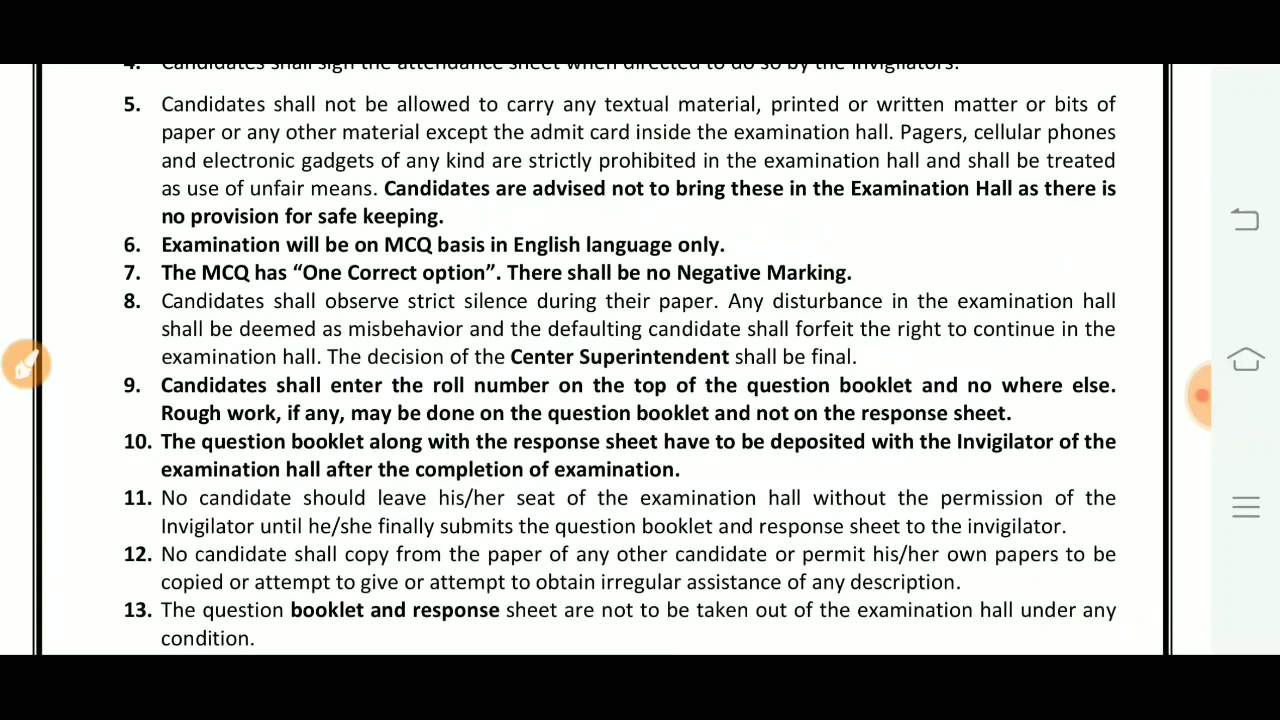 4. Candidates shall sign the attendance sheet when directed to do so by the invigilators.
5. Candidates shall not be allowed to carry any textual material, printed or written matter or bits of
paper or any other material except the admit card inside the examination hall. Pagers, cellular phones
and electronic gadgets of any kind are strictly prohibited in the examination hall and shall be treated
as use of unfair means. Candidates are advised not to bring these in the Examination Hall as there is
no provision for safe keeping.
6. Examination will be on MCQ basis in English language only.
7. The MCQ has “One Correct option”. There shall be no Negative Marking.
8. Candidates shall observe strict silence during their paper. Any disturbance in the examination hall
shall be deemed as misbehavior and the defaulting candidate shall forfeit the right to continue in the
examination hall. The decision of the Center Superintendent shall be final.
9. Candidates shall enter the roll number on the top of the question booklet and no where else.
Rough work, if any, may be done on the question booklet and not on the response sheet.
10. The question booklet along with the response sheet have to be deposited with the Invigilator of the
examination hall after the completion of examination.
11. No candidate should leave his/her seat of the examination hall without the permission of the
Invigilator until he/she finally submits the question booklet and response sheet to the invigilator.
12. No candidate shall copy from the paper of any other candidate or permit his/her own papers to be
copied or attempt to give or attempt to obtain irregular assistance of any description.
13. The question booklet and response sheet are not to be taken out of the examination hall under any
condition.